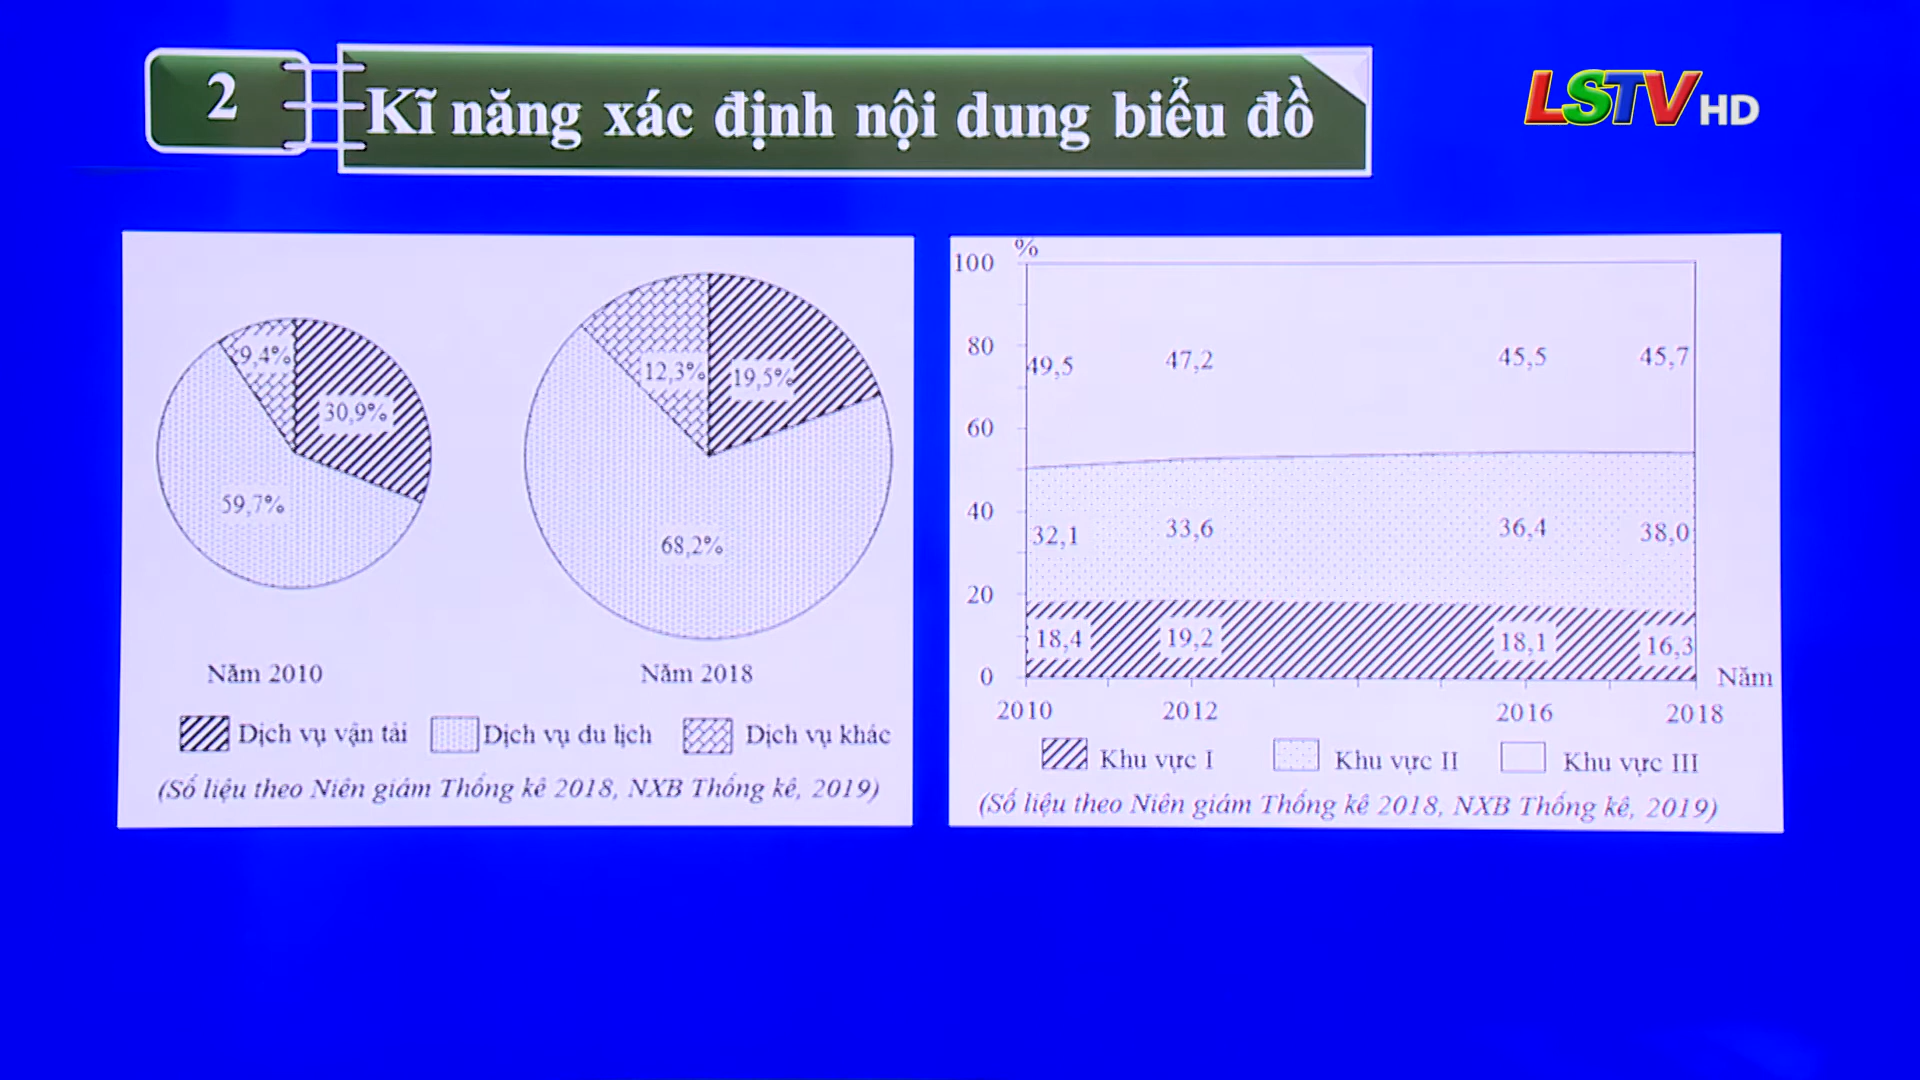 2
Kĩ năng xác định nội dung biểu đồ
LSTV HD
9,4%
30,9%
59,7%
12,3%
19,5%
68,2%
Năm 2010
Năm 2018
Dịch vụ vận tải
Dịch vụ du lịch
Dịch vụ khác
(Số liệu theo Niên giám Thống kê 2018, NXB Thống kê, 2019)
%
100
80
60
40
20
0
49,5
47,2
45,5
45,7
32,1
33,6
36,4
38,0
18,4
19,2
18,1
16,3
Năm
2010
2012
2016
2018
Khu vực I
Khu vực II
Khu vực III
(Số liệu theo Niên giám Thống kê 2018, NXB Thống kê, 2019)